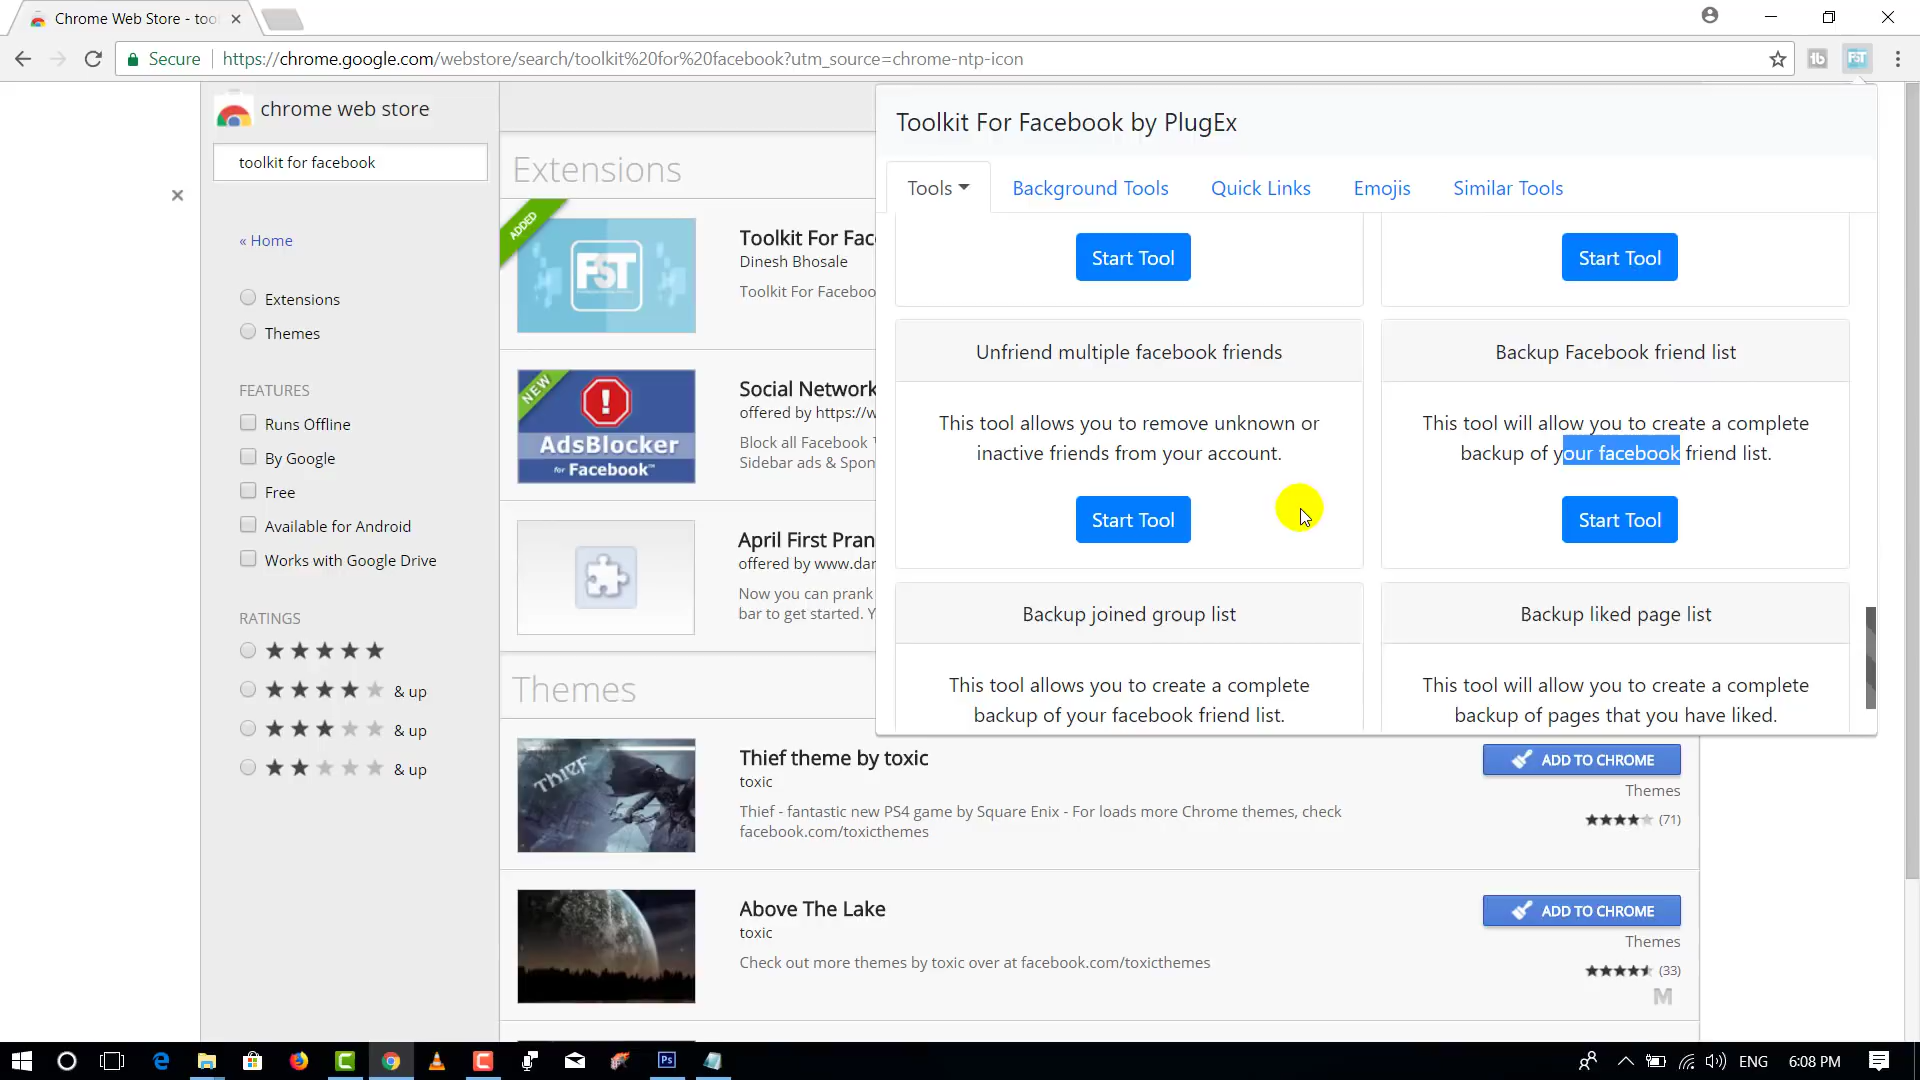 Chrome Web Store - too
Secure
https://chrome.google.com/webstore/search/toolkit%20for%20facebook?utm_source=chrome-ntp-icon
chrome web store
toolkit for facebook
« Home
Extensions
Themes
FEATURES
Runs Offline
By Google
Free
Available for Android
Works with Google Drive
RATINGS
& up
& up
& up
Extensions
ADDED
FST
Toolkit For Fac
Dinesh Bhosale
Toolkit For Faceboo
NEW
AdsBlocker
for Facebook™
Social Network
offered by https://w
Block all Facebook ™
Sidebar ads & Spon
April First Pran
offered by www.dan
Now you can prank
bar to get started. Y
Themes
THIEF
Thief theme by toxic
toxic
Thief - fantastic new PS4 game by Square Enix - For loads more Chrome themes, check
facebook.com/toxicthemes
ADD TO CHROME
Themes
(71)
Above The Lake
toxic
Check out more themes by toxic over at facebook.com/toxicthemes
ADD TO CHROME
Themes
(33)
M
Toolkit For Facebook by PlugEx
Tools
Background Tools
Quick Links
Emojis
Similar Tools
Start Tool
Start Tool
Unfriend multiple facebook friends
This tool allows you to remove unknown or
inactive friends from your account.
Start Tool
Backup Facebook friend list
This tool will allow you to create a complete
backup of your facebook friend list.
Start Tool
Backup joined group list
This tool allows you to create a complete
backup of your facebook friend list.
Backup liked page list
This tool will allow you to create a complete
backup of pages that you have liked.
Ps
ENG
6:08 PM